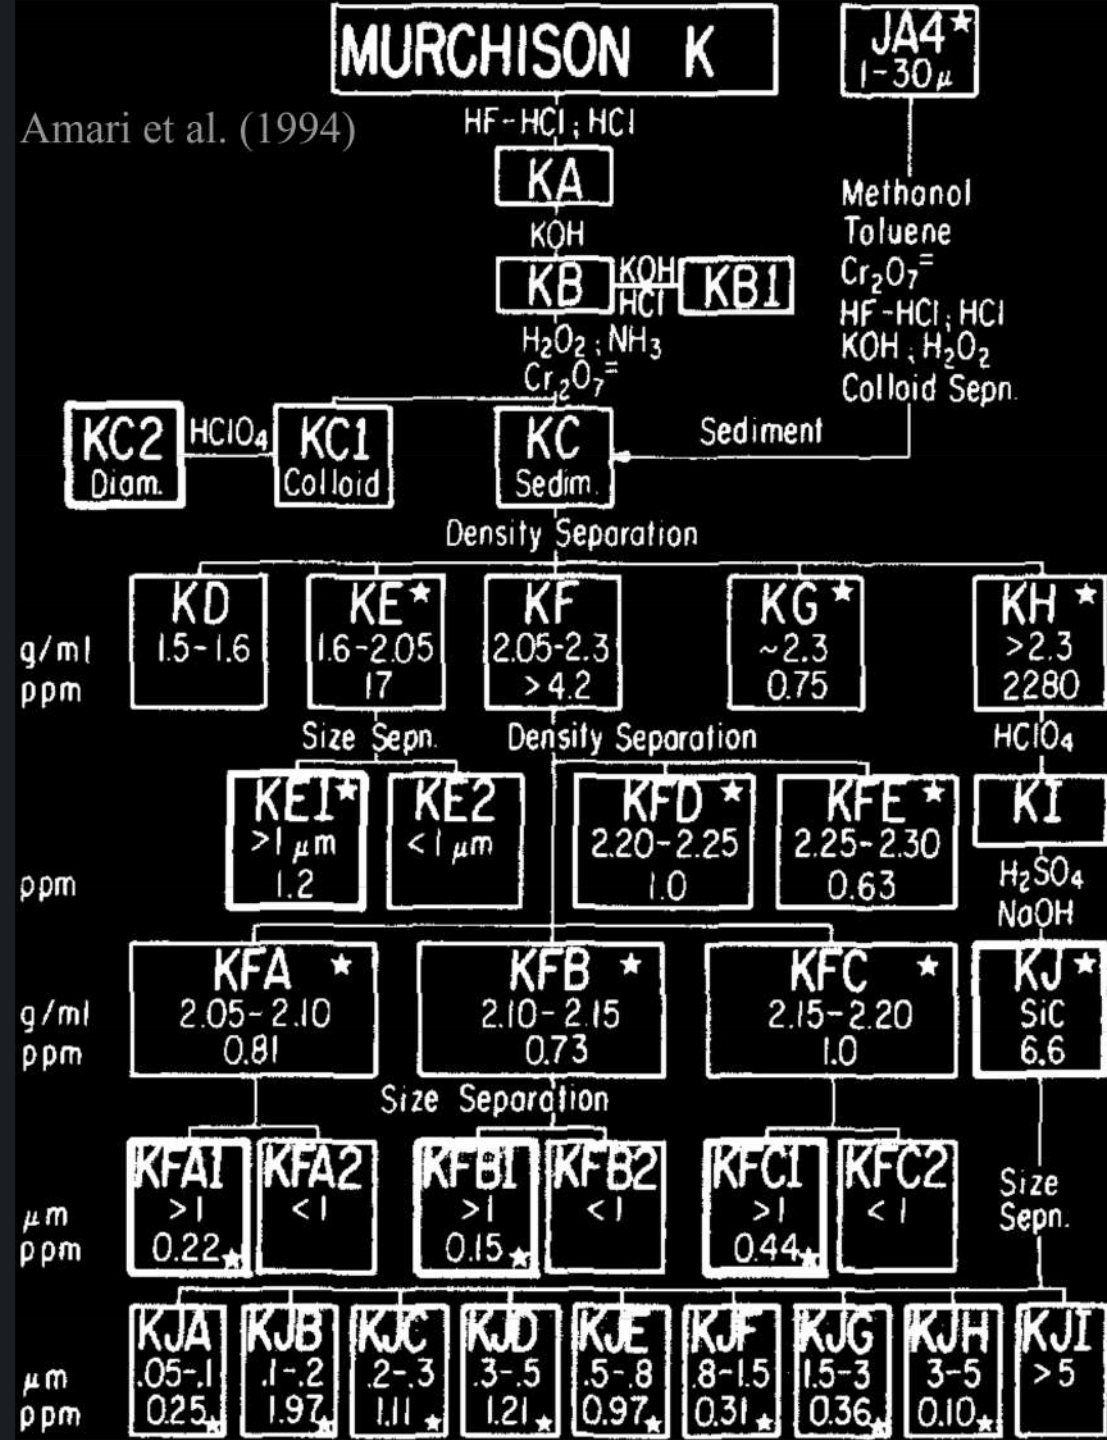 MURCHISON K
JA4★
1-30μ
Amari et al. (1994)
HF-HCl; HCl
KA
KOH
KB
KOH
HCl
KB1
Methanol
Toluene
Cr₂O₇⁼
HF-HCl; HCl
KOH; H₂O₂
Colloid Sepn.
H₂O₂; NH₃
Cr₂O₇⁼
KC2
Diam.
HClO₄
KC1
Colloid
KC
Sedim.
Sediment
Density Separation
KD
1.5-1.6
KE★
1.6-2.05
17
KF
2.05-2.3
>4.2
KG★
~2.3
0.75
KH★
>2.3
2280
g/ml
ppm
Size Sepn.
Density Separation
HClO₄
KE1★
>1 μm
1.2
KE2
<1 μm
KFD★
2.20-2.25
1.0
KFE★
2.25-2.30
0.63
KI
ppm
H₂SO₄
NaOH
KFA ★
2.05-2.10
0.81
KFB ★
2.10-2.15
0.73
KFC ★
2.15-2.20
1.0
KJ★
SiC
6.6
g/ml
ppm
Size Separation
KFA1
>1
0.22★
KFA2
<1
KFB1
>1
0.15★
KFB2
<1
KFC1
>1
0.44★
KFC2
<1
Size
Sepn.
μm
ppm
KJA
.05-.1
0.25★
KJB
.1-.2
1.97★
KJC
.2-.3
1.11★
KJD
.3-.5
1.21★
KJE
.5-.8
0.97★
KJF
.8-1.5
0.31★
KJG
1.5-3
0.36★
KJH
3-5
0.10★
KJI
>5
μm
ppm